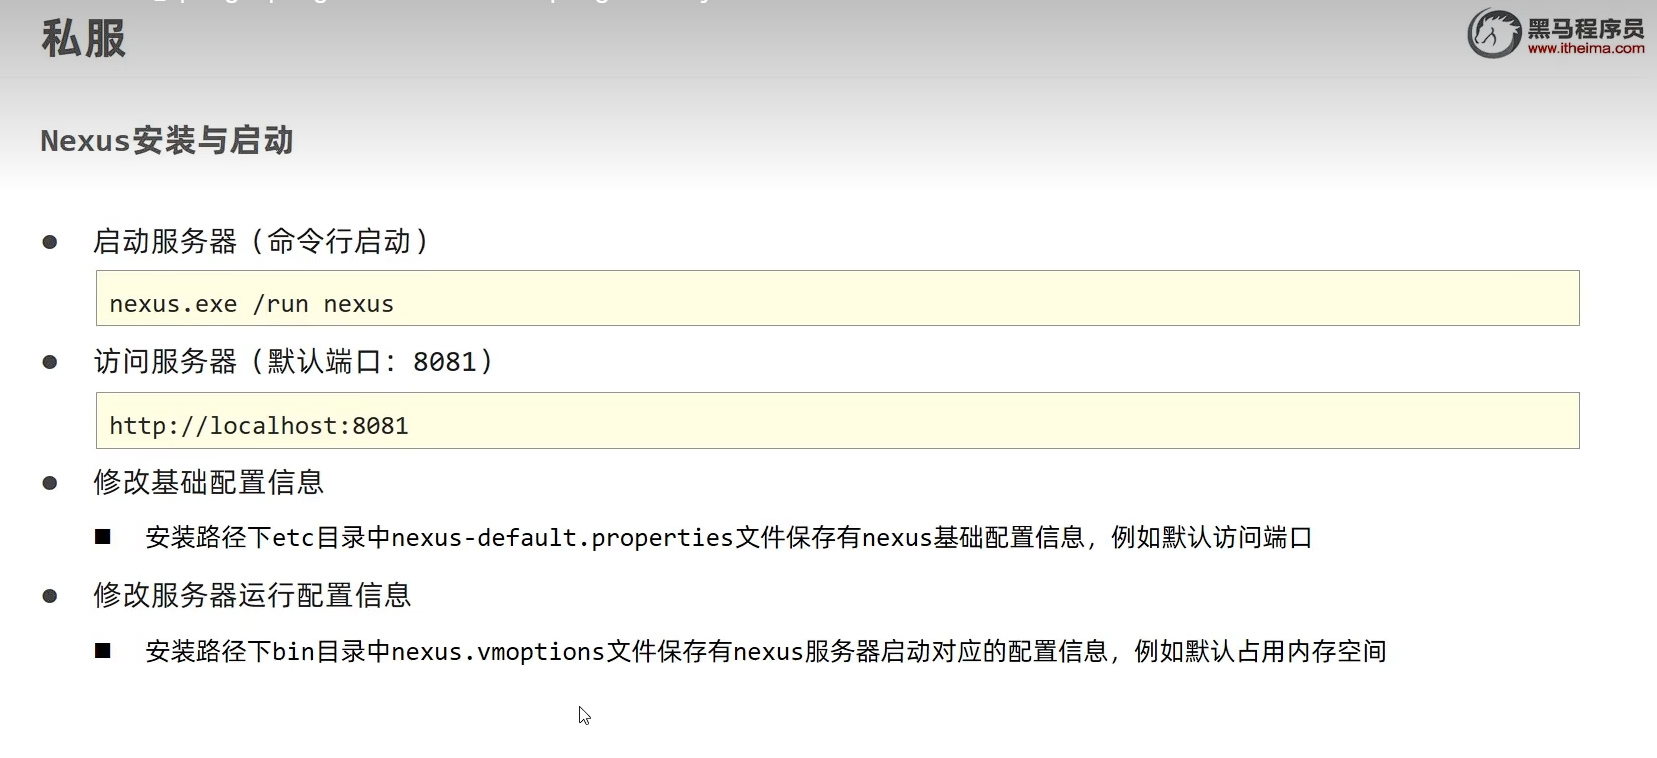 私服
黑马程序员
www.itheima.com
Nexus安装与启动
● 启动服务器（命令行启动）
nexus.exe /run nexus
● 访问服务器（默认端口：8081）
http://localhost:8081
● 修改基础配置信息
■ 安装路径下etc目录中nexus-default.properties文件保存有nexus基础配置信息，例如默认访问端口
● 修改服务器运行配置信息
■ 安装路径下bin目录中nexus.vmoptions文件保存有nexus服务器启动对应的配置信息，例如默认占用内存空间